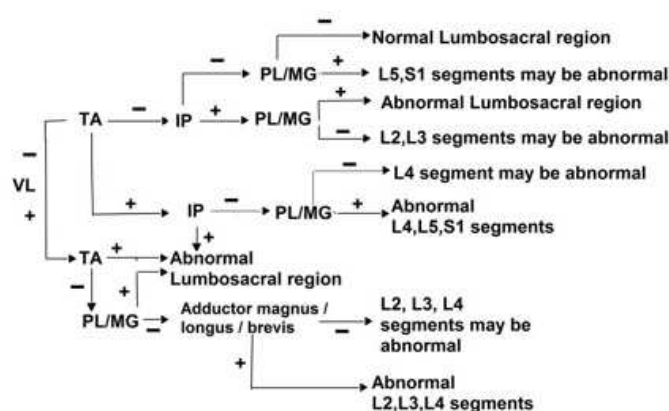 − Normal Lumbosacral region
− PL/MG + L5,S1 segments may be abnormal
+ Abnormal Lumbosacral region
TA − IP + PL/MG
− L2,L3 segments may be abnormal
−
VL
+
− L4 segment may be abnormal
+ IP − PL/MG + Abnormal
L4,L5,S1 segments
+
TA + Abnormal
Lumbosacral region
− +
PL/MG − Adductor magnus /
longus / brevis
− L2, L3, L4
segments may be
abnormal
+
Abnormal
L2,L3,L4 segments